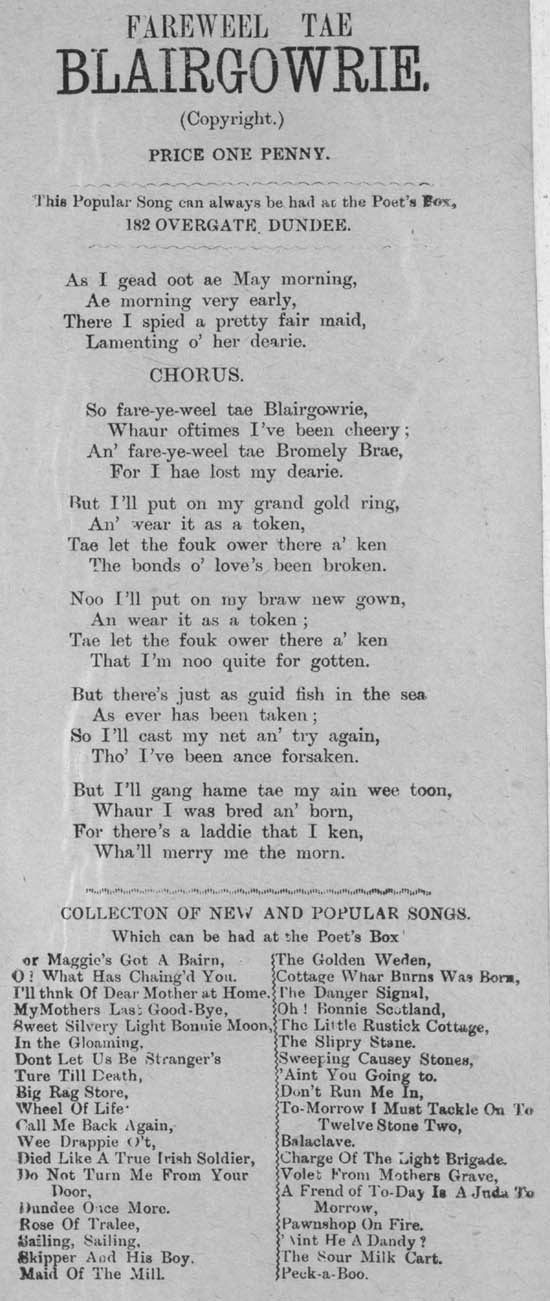 FAREWEEL TAE
BLAIRGOWRIE.
(Copyright.)
PRICE ONE PENNY.
This Popular Song can always be had at the Poet's Box,
182 OVERGATE, DUNDEE.
As I gead oot ae May morning,
Ae morning very early,
There I spied a pretty fair maid,
Lamenting o' her dearie.
CHORUS.
So fare-ye-weel tae Blairgowrie,
Whaur oftimes I've been cheery;
An' fare-ye-weel tae Bromely Brae,
For I hae lost my dearie.
But I'll put on my grand gold ring,
An' wear it as a token,
Tae let the fouk ower there a' ken
The bonds o' love's been broken.
Noo I'll put on my braw new gown,
An wear it as a token;
Tae let the fouk ower there a' ken
That I'm noo quite for gotten.
But there's just as guid fish in the sea
As ever has been taken;
So I'll cast my net an' try again,
Tho' I've been ance forsaken.
But I'll gang hame tae my ain wee toon,
Whaur I was bred an' born,
For there's a laddie that I ken,
Wha'll merry me the morn.
COLLECTON OF NEW AND POPULAR SONGS.
Which can be had at the Poet's Box
or Maggie's Got A Bairn,
O! What Has Chaing'd You.
I'll thnk Of Dear Mother at Home.
MyMothers Last Good-Bye,
Sweet Silvery Light Bonnie Moon,
In the Gloaming.
Dont Let Us Be Stranger's
Ture Till Death,
Big Rag Store,
Wheel Of Life
Call Me Back Again,
Wee Drappie O't,
Died Like A True Irish Soldier,
Do Not Turn Me From Your
Door,
Dundee Once More.
Rose Of Tralee,
Sailing, Sailing,
Skipper And His Boy.
Maid Of The Mill.
The Golden Weden,
Cottage Whar Burns Was Born,
The Danger Signal,
Oh! Bonnie Scotland,
The Little Rustick Cottage,
The Slipry Stane.
Sweeping Causey Stones,
'Aint You Going to.
Don't Run Me In,
To-Morrow I Must Tackle On To
Twelve Stone Two,
Balaclave.
Charge Of The Light Brigade.
Volet From Mothers Grave,
A Frend of To-Day Is A Juda To
Morrow,
Pawnshop On Fire.
'Aint He A Dandy?
The Sour Milk Cart.
Peek-a-Boo.